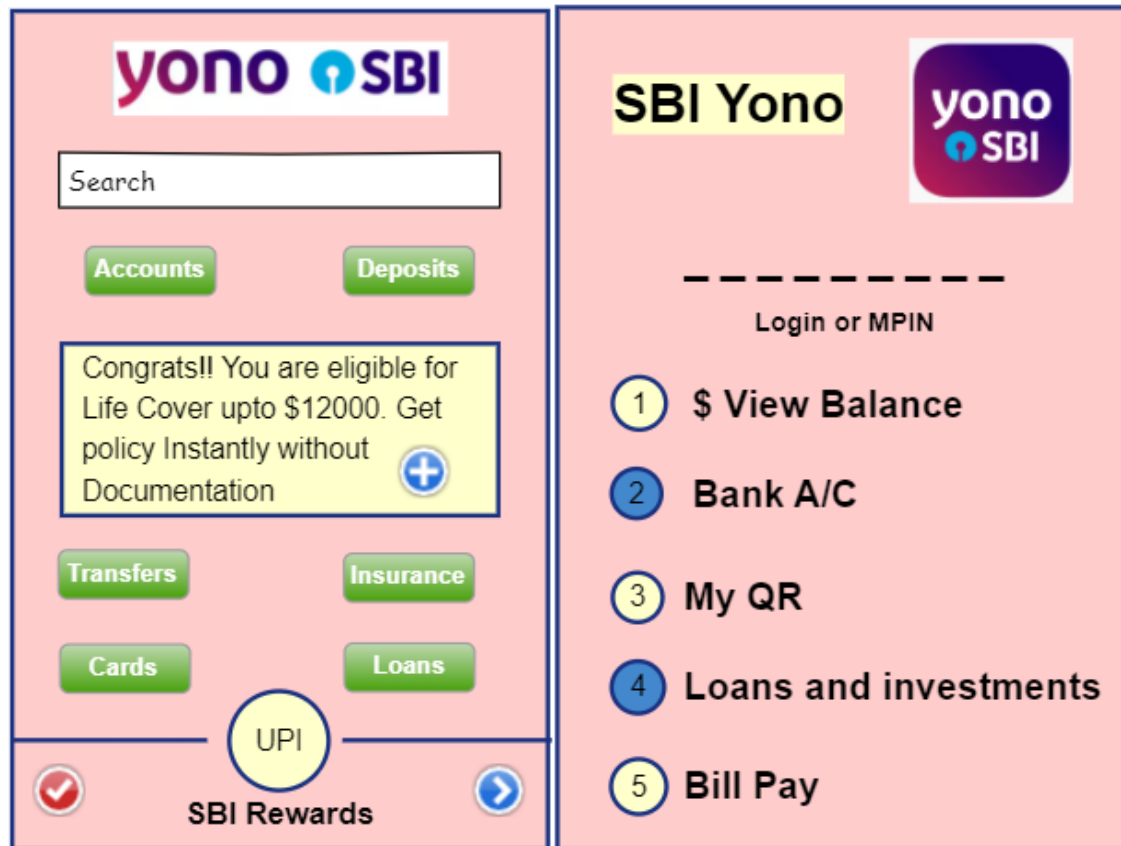 yono SBI
Search
Accounts
Deposits
Congrats!! You are eligible for
Life Cover upto $12000. Get
policy Instantly without
Documentation
Transfers
Insurance
Cards
Loans
UPI
SBI Rewards
SBI Yono
yono
SBI
Login or MPIN
1 $ View Balance
2 Bank A/C
3 My QR
4 Loans and investments
5 Bill Pay